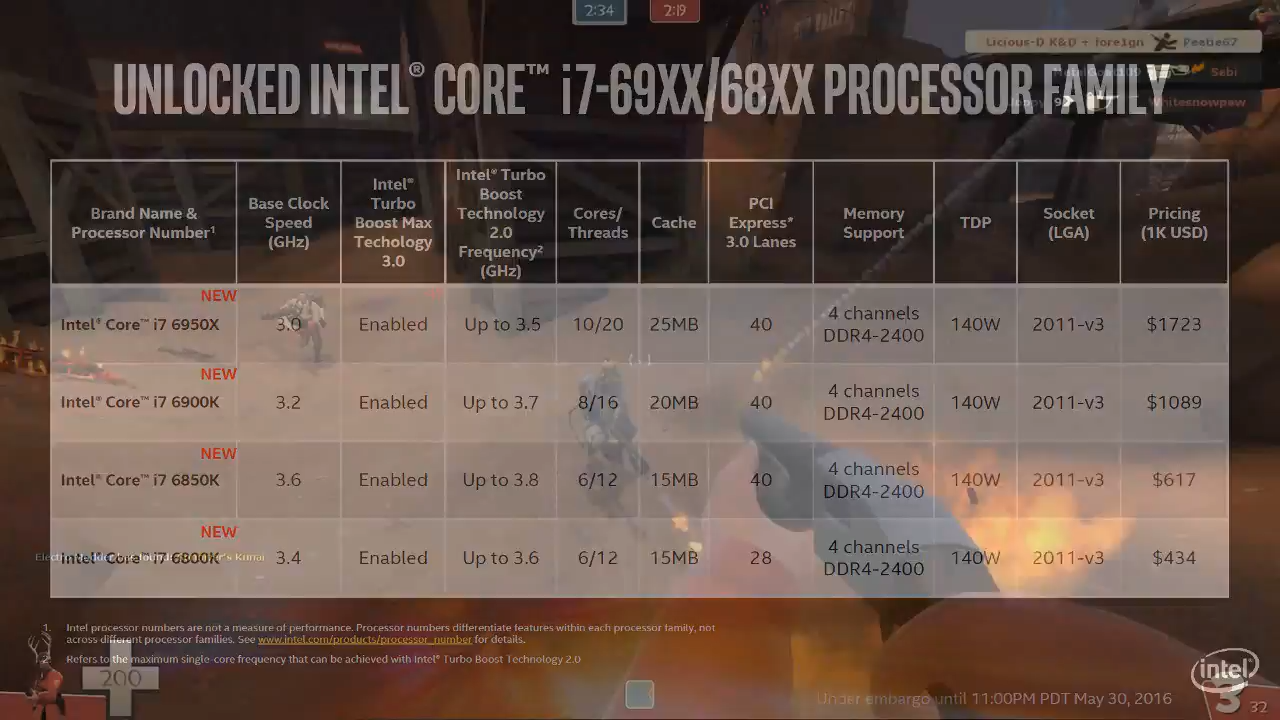 2:34 2:19
Licious-D K&D + fore1gn Peebe67
UNLOCKED INTEL® CORE™ i7-69XX/68XX PROCESSOR FAMILY
Sebi
Whitesnowpaw
Brand Name &
Processor Number¹
Base Clock
Speed
(GHz)
Intel®
Turbo
Boost Max
Techology
3.0
Intel® Turbo
Boost
Technology
2.0
Frequency²
(GHz)
Cores/
Threads
Cache
PCI
Express*
3.0 Lanes
Memory
Support
TDP
Socket
(LGA)
Pricing
(1K USD)
NEW
Intel® Core™ i7 6950X 3.0 Enabled Up to 3.5 10/20 25MB 40 4 channels DDR4-2400 140W 2011-v3 $1723
NEW
Intel® Core™ i7 6900K 3.2 Enabled Up to 3.7 8/16 20MB 40 4 channels DDR4-2400 140W 2011-v3 $1089
NEW
Intel® Core™ i7 6850K 3.6 Enabled Up to 3.8 6/12 15MB 40 4 channels DDR4-2400 140W 2011-v3 $617
NEW
Intel® Core™ i7 6800K 3.4 Enabled Up to 3.6 6/12 15MB 28 4 channels DDR4-2400 140W 2011-v3 $434
1. Intel processor numbers are not a measure of performance. Processor numbers differentiate features within each processor family, not
across different processor families. See www.intel.com/products/processor_number for details.
2. Refers to the maximum single-core frequency that can be achieved with Intel® Turbo Boost Technology 2.0
200
intel
Under embargo until 11:00PM PDT May 30, 2016
3 32